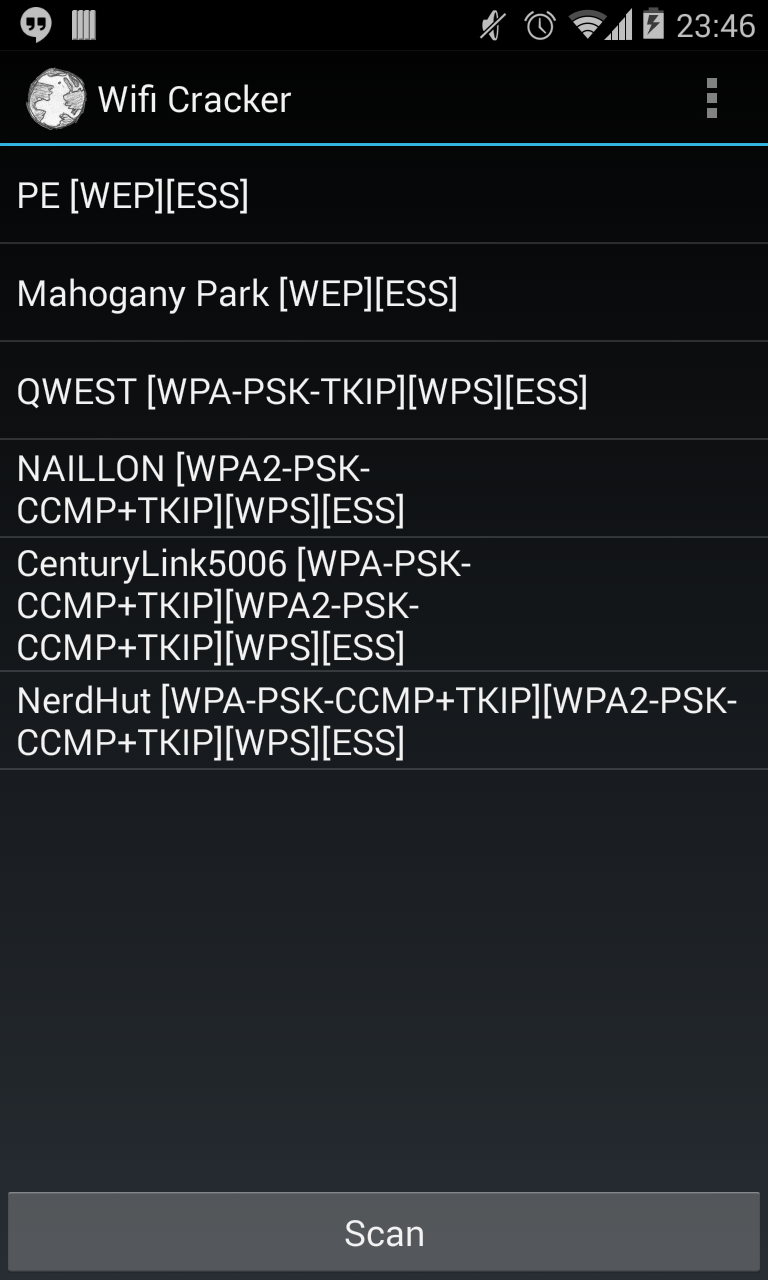 23:46
Wifi Cracker
PE [WEP][ESS]
Mahogany Park [WEP][ESS]
QWEST [WPA-PSK-TKIP][WPS][ESS]
NAILLON [WPA2-PSK-
CCMP+TKIP][WPS][ESS]
CenturyLink5006 [WPA-PSK-
CCMP+TKIP][WPA2-PSK-
CCMP+TKIP][WPS][ESS]
NerdHut [WPA-PSK-CCMP+TKIP][WPA2-PSK-
CCMP+TKIP][WPS][ESS]
Scan